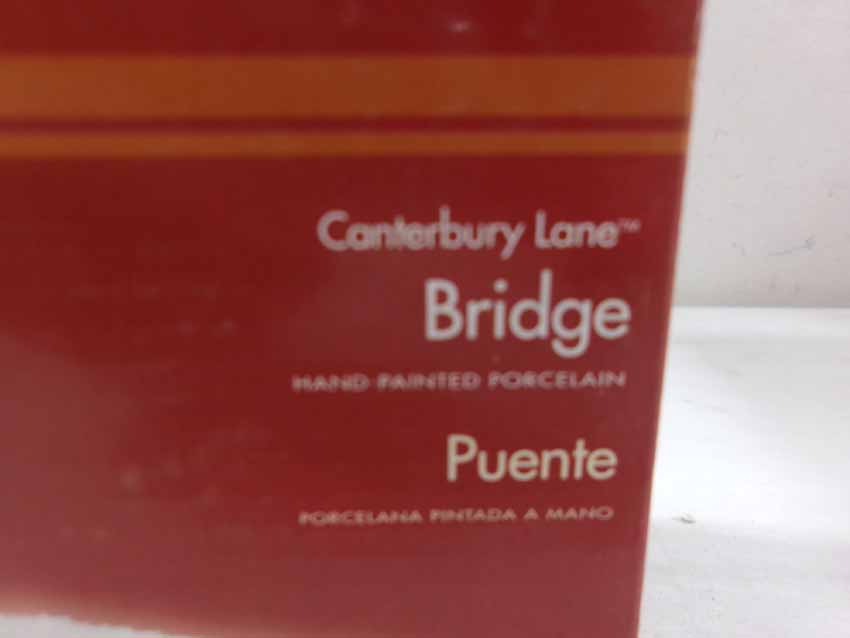 Canterbury Lane™
Bridge
HAND-PAINTED PORCELAIN
Puente
PORCELANA PINTADA A MANO